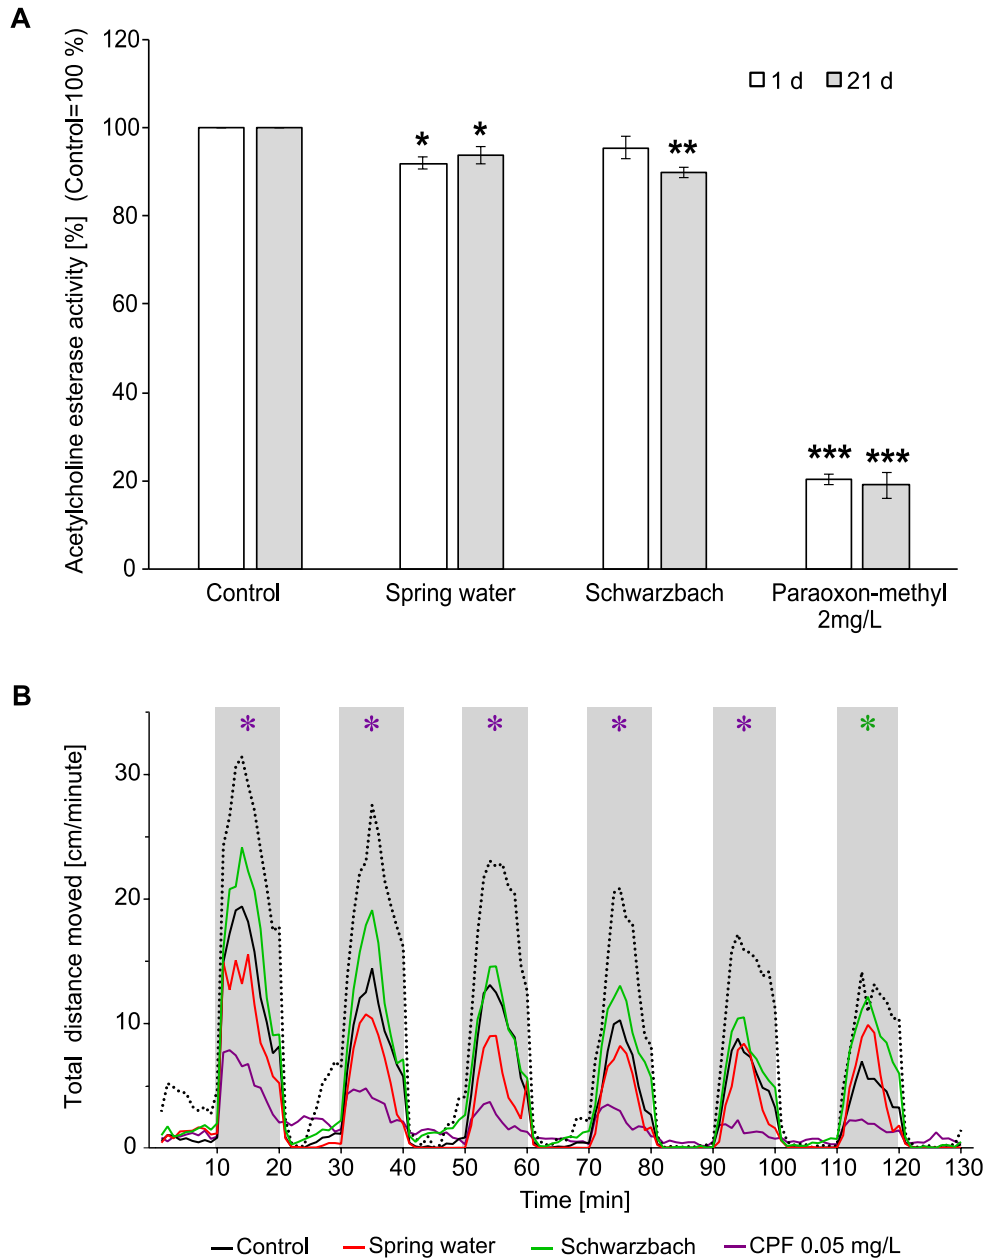 A
Acetylcholine esterase activity [%] (Control=100 %)
120
100
80
60
40
20
0
1 d 21 d
* * ** *** ***
Control Spring water Schwarzbach Paraoxon-methyl
2mg/L
B
Total distance moved [cm/minute]
30
20
10
0
* * * * * *
10 20 30 40 50 60 70 80 90 100 110 120 130
Time [min]
Control Spring water Schwarzbach CPF 0.05 mg/L